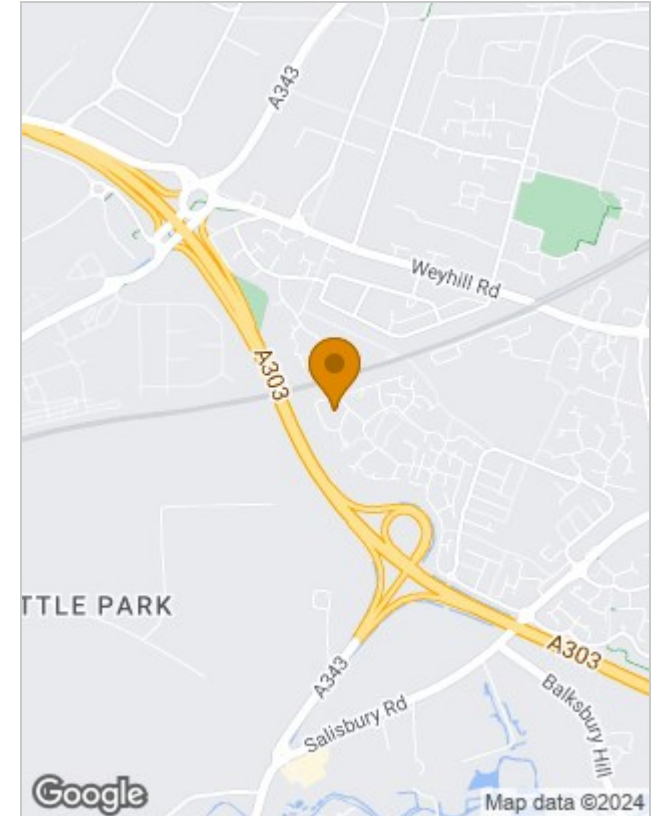 A343
Weyhill Rd
A303
TTLE PARK
A303
A343
Salisbury Rd
Balksbury Hill
Google
Map data ©2024